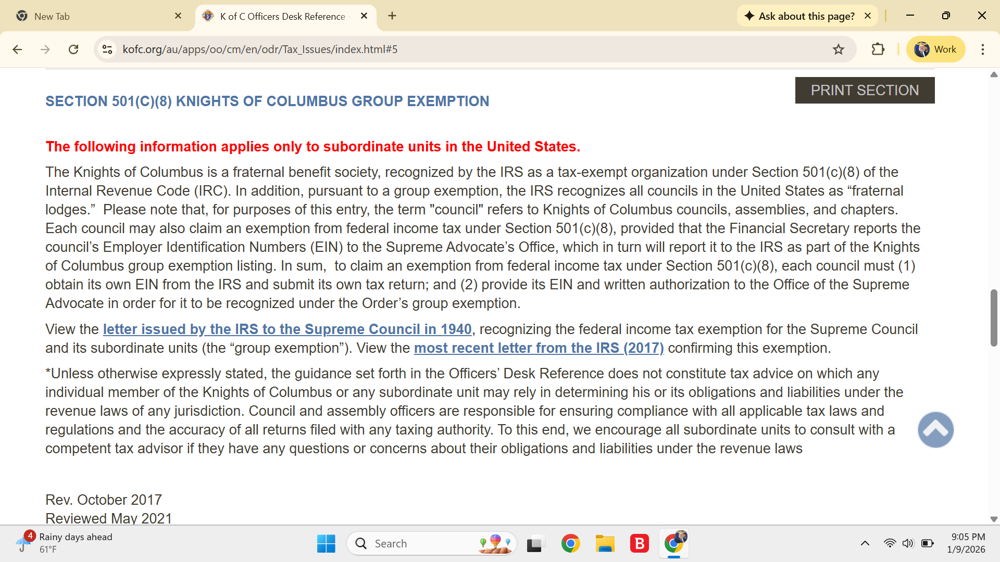 New Tab
K of C Officers Desk Reference
Ask about this page?
kofc.org/au/apps/oo/cm/en/odr/Tax_Issues/index.html#5
Work
PRINT SECTION
SECTION 501(C)(8) KNIGHTS OF COLUMBUS GROUP EXEMPTION
The following information applies only to subordinate units in the United States.
The Knights of Columbus is a fraternal benefit society, recognized by the IRS as a tax-exempt organization under Section 501(c)(8) of the
Internal Revenue Code (IRC). In addition, pursuant to a group exemption, the IRS recognizes all councils in the United States as “fraternal
lodges.”  Please note that, for purposes of this entry, the term "council" refers to Knights of Columbus councils, assemblies, and chapters.
Each council may also claim an exemption from federal income tax under Section 501(c)(8), provided that the Financial Secretary reports the
council’s Employer Identification Numbers (EIN) to the Supreme Advocate’s Office, which in turn will report it to the IRS as part of the Knights
of Columbus group exemption listing. In sum,  to claim an exemption from federal income tax under Section 501(c)(8), each council must (1)
obtain its own EIN from the IRS and submit its own tax return; and (2) provide its EIN and written authorization to the Office of the Supreme
Advocate in order for it to be recognized under the Order’s group exemption.
View the letter issued by the IRS to the Supreme Council in 1940, recognizing the federal income tax exemption for the Supreme Council
and its subordinate units (the “group exemption”). View the most recent letter from the IRS (2017) confirming this exemption.
*Unless otherwise expressly stated, the guidance set forth in the Officers’ Desk Reference does not constitute tax advice on which any
individual member of the Knights of Columbus or any subordinate unit may rely in determining his or its obligations and liabilities under the
revenue laws of any jurisdiction. Council and assembly officers are responsible for ensuring compliance with all applicable tax laws and
regulations and the accuracy of all returns filed with any taxing authority. To this end, we encourage all subordinate units to consult with a
competent tax advisor if they have any questions or concerns about their obligations and liabilities under the revenue laws
Rev. October 2017
Reviewed May 2021
4
Rainy days ahead
61°F
Search
B
9:05 PM
1/9/2026